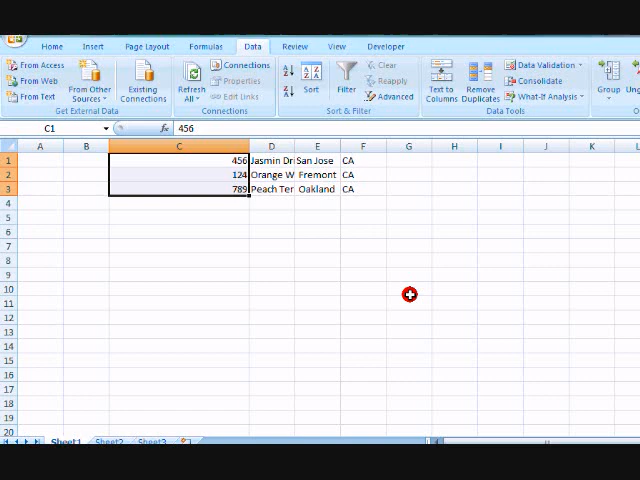 Home Insert Page Layout Formulas Data Review View Developer
From Access
From Web
From Text
From Other Sources
Existing Connections
Get External Data
Refresh All
Connections
Properties
Edit Links
Connections
Sort
Filter
Clear
Reapply
Advanced
Sort & Filter
Text to Columns
Remove Duplicates
Data Validation
Consolidate
What-If Analysis
Data Tools
Group
Ou
C1 fx 456
A B C D E F G H I J K L
1 456 Jasmin Dri San Jose CA
2 124 Orange W Fremont CA
3 789 Peach Ter Oakland CA
4
5
6
7
8
9
10
11
12
13
14
15
16
17
18
19
20
Sheet1 Sheet2 Sheet3